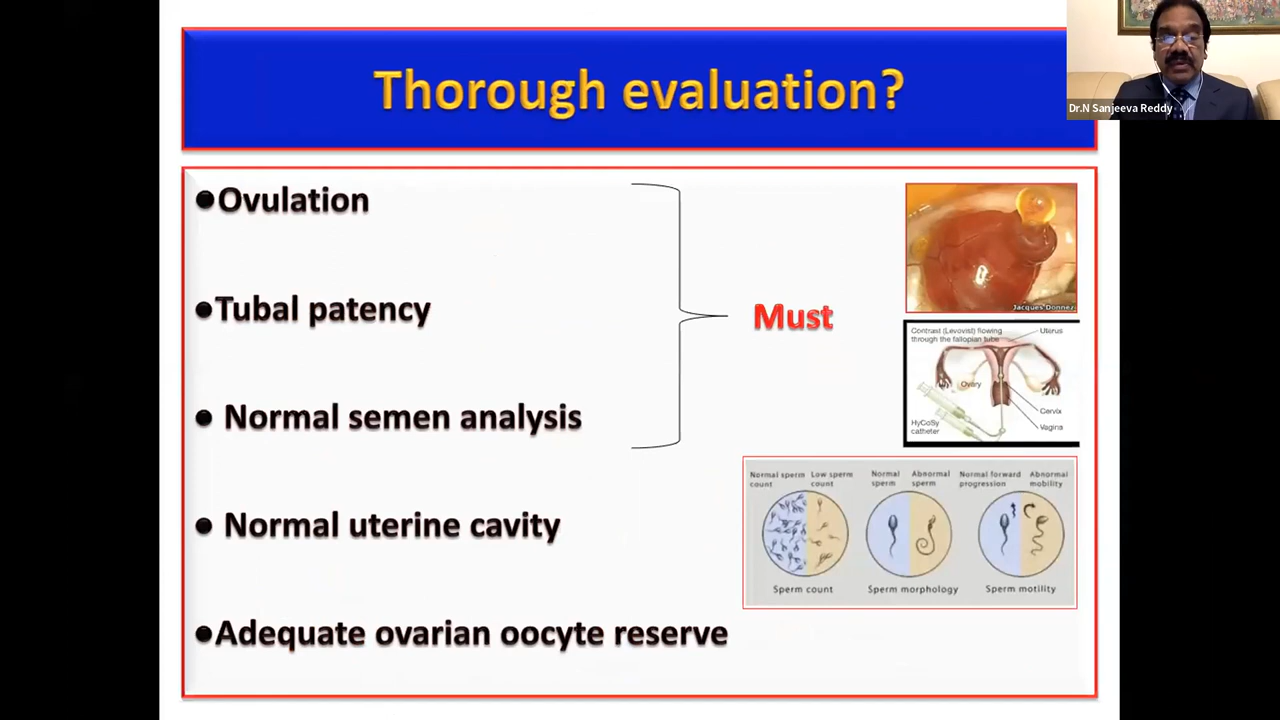 Thorough evaluation?
Dr.N Sanjeeva Reddy
•Ovulation
•Tubal patency
• Normal semen analysis
• Normal uterine cavity
•Adequate ovarian oocyte reserve
Must
Jacques Donnez
Contrast (Levovist) flowing
through the fallopian tube
Uterus
Ovary
Cervix
Vagina
HyCoSy
catheter
Normal sperm
count
Low sperm
count
Normal
sperm
Abnormal
sperm
Normal forward
progression
Abnormal
mobility
Sperm count
Sperm morphology
Sperm motility